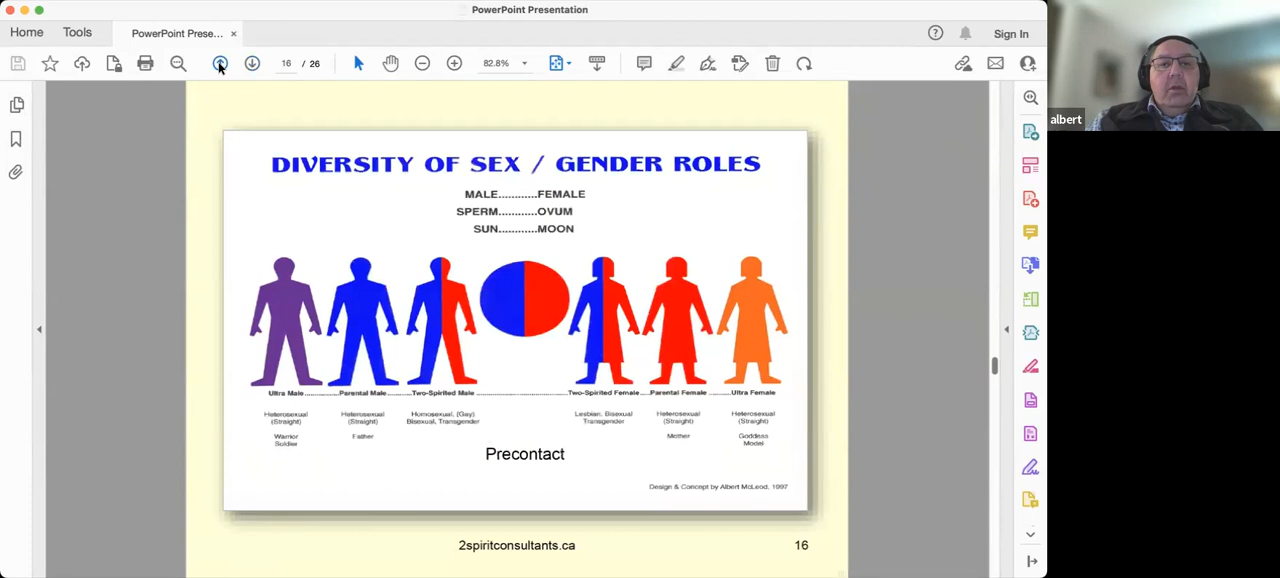 PowerPoint Presentation
Home
Tools
PowerPoint Prese...
Sign In
16 / 26
82.8%
albert
DIVERSITY OF SEX / GENDER ROLES
MALE............FEMALE
SPERM............OVUM
SUN............MOON
Ultra Male..............Parental Male..........Two-Spirited Male ....................................Two-Spirited Female....Parental Female .........Ultra Female
Heterosexual (Straight) Warrior Soldier
Heterosexual (Straight) Father
Homosexual, (Gay) Bisexual, Transgender
Lesbian, Bisexual Transgender
Heterosexual (Straight) Mother
Heterosexual (Straight) Goddess Model
Precontact
Design & Concept by Albert McLeod, 1997
2spiritconsultants.ca
16